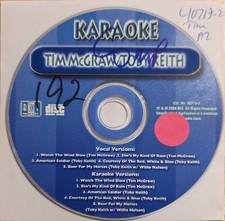 KARAOKE
40717-2
TIM McGRAW/TOBY KEITH
192
disc
Vocal Versions:
1. Watch The Wind Blow (Tim McGraw) 2. She's My Kind Of Rain (Tim McGraw)
3. American Soldier (Toby Keith) 4. Courtesy Of The Red, White & Blue (Toby Keith)
5. Beer For My Horses
(Toby Keith w/ Willie Nelson)
Karaoke Versions:
1. Watch The Wind Blow (Tim McGraw)
2. She's My Kind Of Rain (Tim McGraw)
3. American Soldier (Toby Keith)
4. Courtesy Of The Red, White & Blue (Toby Keith)
5. Beer For My Horses
(Toby Keith w/ Willie Nelson)